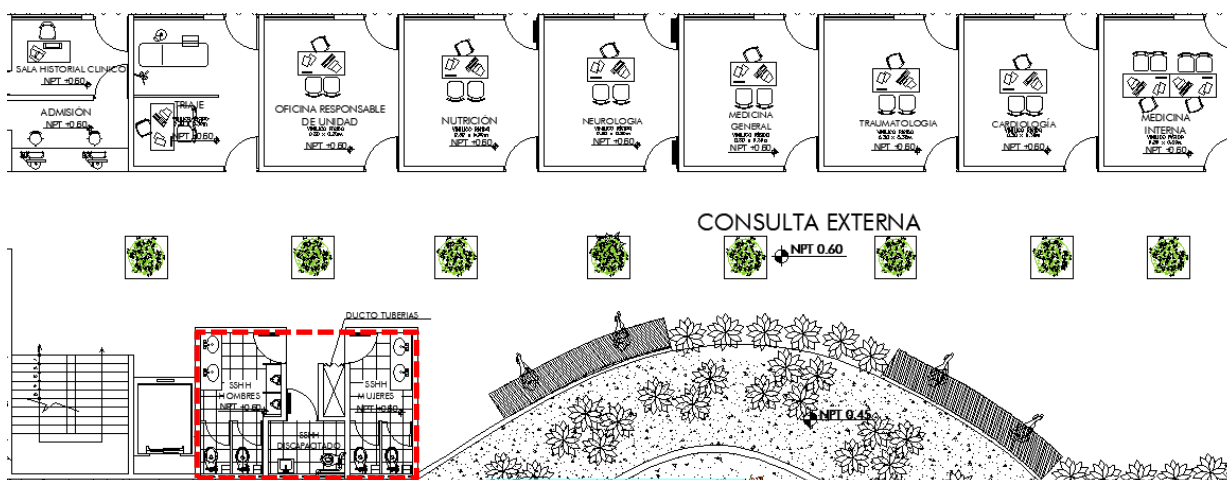 SALA HISTORIAL CLINICO
NPT +0.60
ADMISIÓN
NPT +0.60
TRIAJE
NPT +0.60
OFICINA RESPONSABLE
DE UNIDAD
NPT +0.60
NUTRICIÓN
NPT +0.60
NEUROLOGIA
NPT +0.60
MEDICINA
GENERAL
NPT +0.60
TRAUMATOLOGIA
NPT +0.60
CARDIOLOGÍA
NPT +0.60
MEDICINA
INTERNA
NPT +0.60
CONSULTA EXTERNA
NPT 0.60
DUCTO TUBERIAS
SSHH
HOMBRES
NPT +0.60
SSHH
MUJERES
NPT +0.60
SSHH
DISCAPACITADO
NPT 0.45